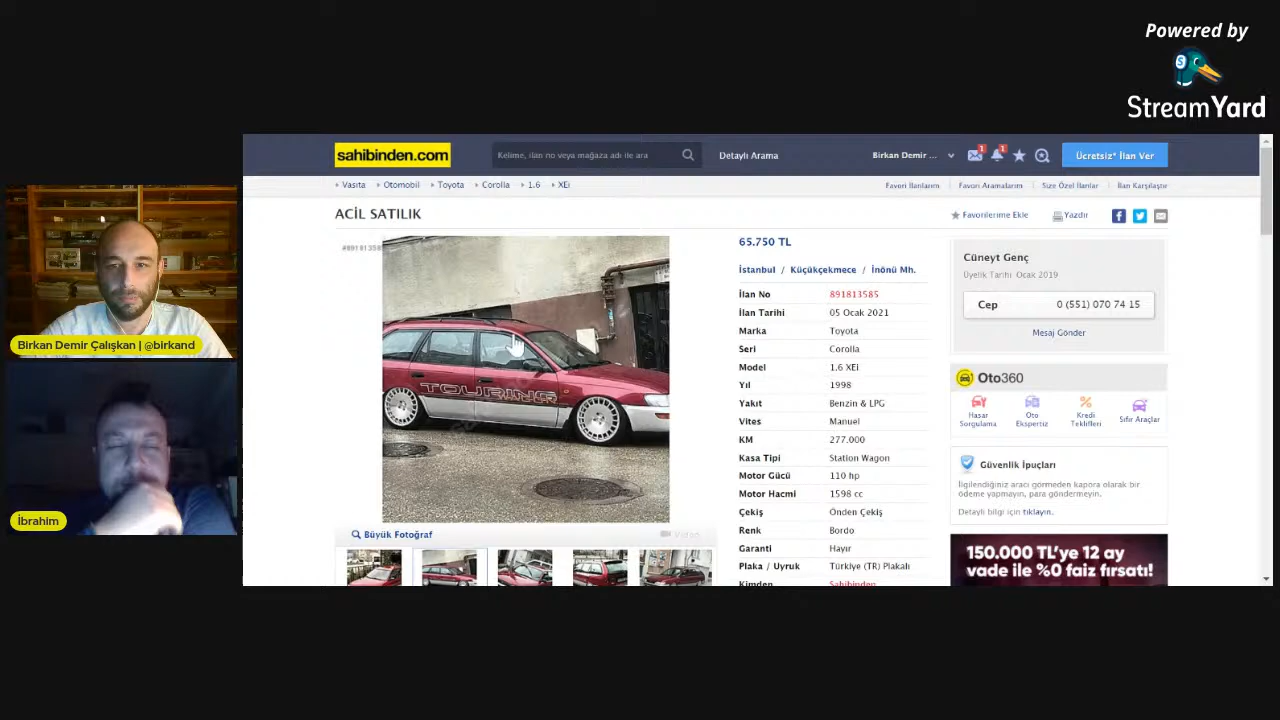 Powered by
StreamYard
sahibinden.com
Kelime, ilan no veya mağaza adı ile ara
Detaylı Arama
Birkan Demir ...
1
1
Ücretsiz* İlan Ver
Vasıta
Otomobil
Toyota
Corolla
1.6
XEi
Favori İlanlarım
Favori Aramalarım
Size Özel İlanlar
İlan Karşılaştır
ACİL SATILIK
Favorilerime Ekle
Yazdır
65.750 TL
İstanbul / Küçükçekmece / İnönü Mh.
İlan No 891813585
İlan Tarihi 05 Ocak 2021
Marka Toyota
Seri Corolla
Model 1.6 XEi
Yıl 1998
Yakıt Benzin & LPG
Vites Manuel
KM 277.000
Kasa Tipi Station Wagon
Motor Gücü 110 hp
Motor Hacmi 1598 cc
Çekiş Önden Çekiş
Renk Bordo
Garanti Hayır
Plaka / Uyruk Türkiye (TR) Plakalı
Kimden Sahibinden
TOURING
Büyük Fotoğraf
Video
Cüneyt Genç
Üyelik Tarihi Ocak 2019
Cep 0 (551) 070 74 15
Mesaj Gönder
Oto360
Hasar Sorgulama
Oto Ekspertiz
Kredi Teklifleri
Sıfır Araçlar
Güvenlik İpuçları
İlgilendiğiniz aracı görmeden kapora olarak bir
ödeme yapmayın, para göndermeyin.
Detaylı bilgi için tıklayın.
150.000 TL'ye 12 ay
vade ile %0 faiz fırsatı!
Birkan Demir Çalışkan | @birkand
İbrahim